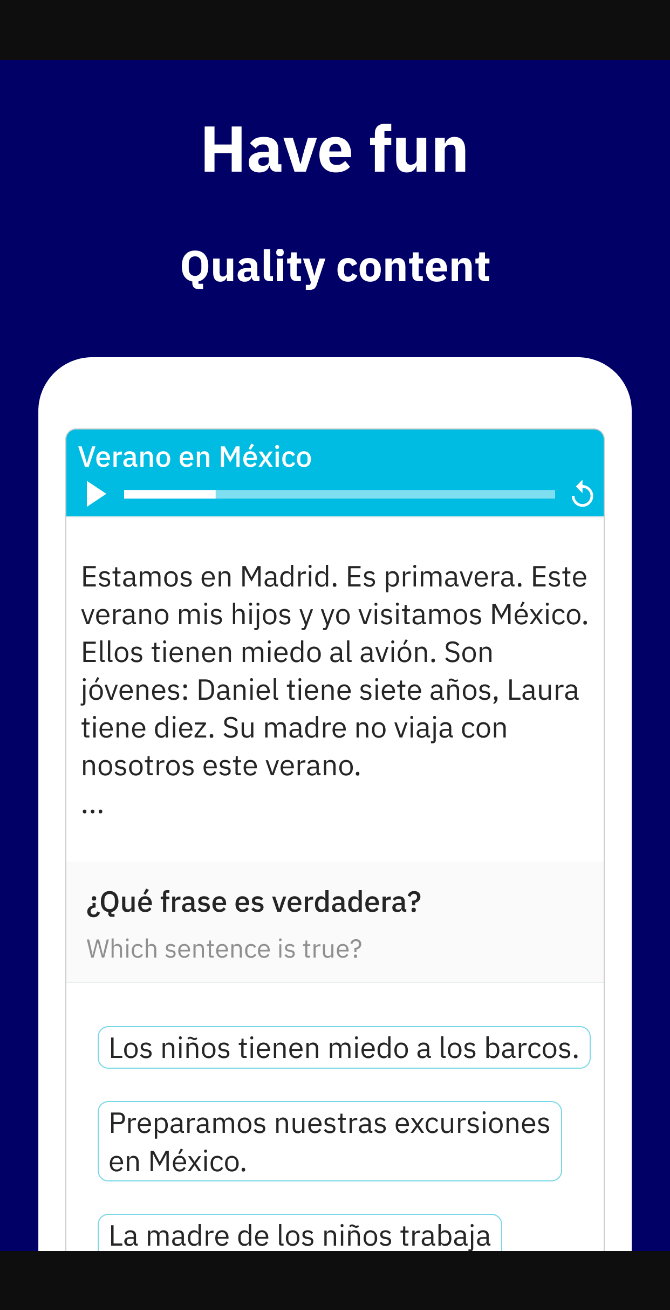 Have fun
Quality content
Verano en México
Estamos en Madrid. Es primavera. Este
verano mis hijos y yo visitamos México.
Ellos tienen miedo al avión. Son
jóvenes: Daniel tiene siete años, Laura
tiene diez. Su madre no viaja con
nosotros este verano.
...
¿Qué frase es verdadera?
Which sentence is true?
Los niños tienen miedo a los barcos.
Preparamos nuestras excursiones
en México.
La madre de los niños trabaja